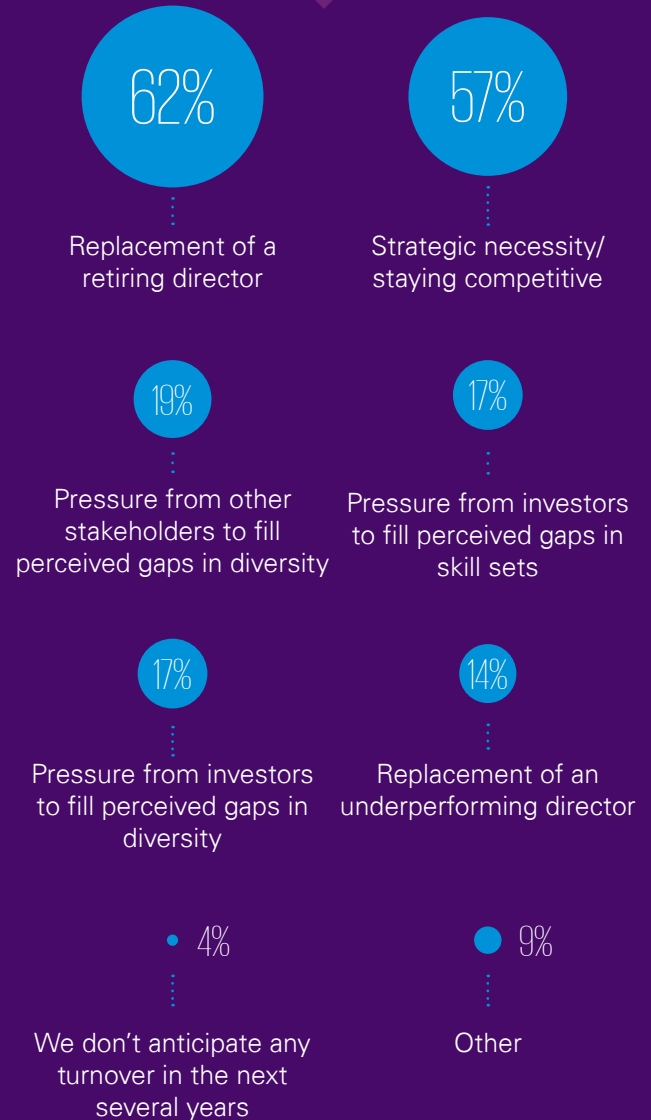 62%
Replacement of a
retiring director
57%
Strategic necessity/
staying competitive
19%
Pressure from other
stakeholders to fill
perceived gaps in diversity
17%
Pressure from investors
to fill perceived gaps in
skill sets
17%
Pressure from investors
to fill perceived gaps in
diversity
14%
Replacement of an
underperforming director
4%
We don’t anticipate any
turnover in the next
several years
9%
Other